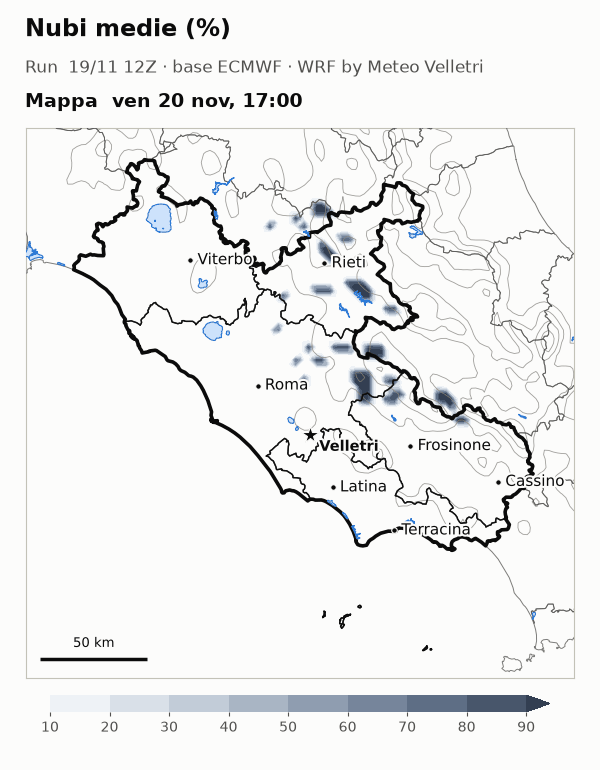 Nubi medie (%)
Run  19/11 12Z · base ECMWF · WRF by Meteo Velletri
Mappa  ven 20 nov, 17:00
Viterbo
Rieti
Roma
Velletri
Frosinone
Latina
Cassino
Terracina
50 km
10 20 30 40 50 60 70 80 90